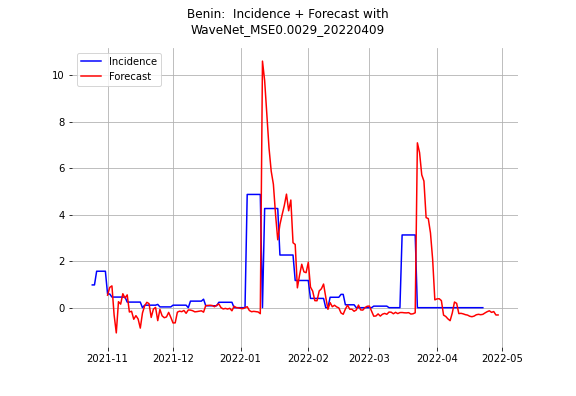 Benin:  Incidence + Forecast with
WaveNet_MSE0.0029_20220409
Incidence
Forecast
10
8
6
4
2
0
2021-11 2021-12 2022-01 2022-02 2022-03 2022-04 2022-05